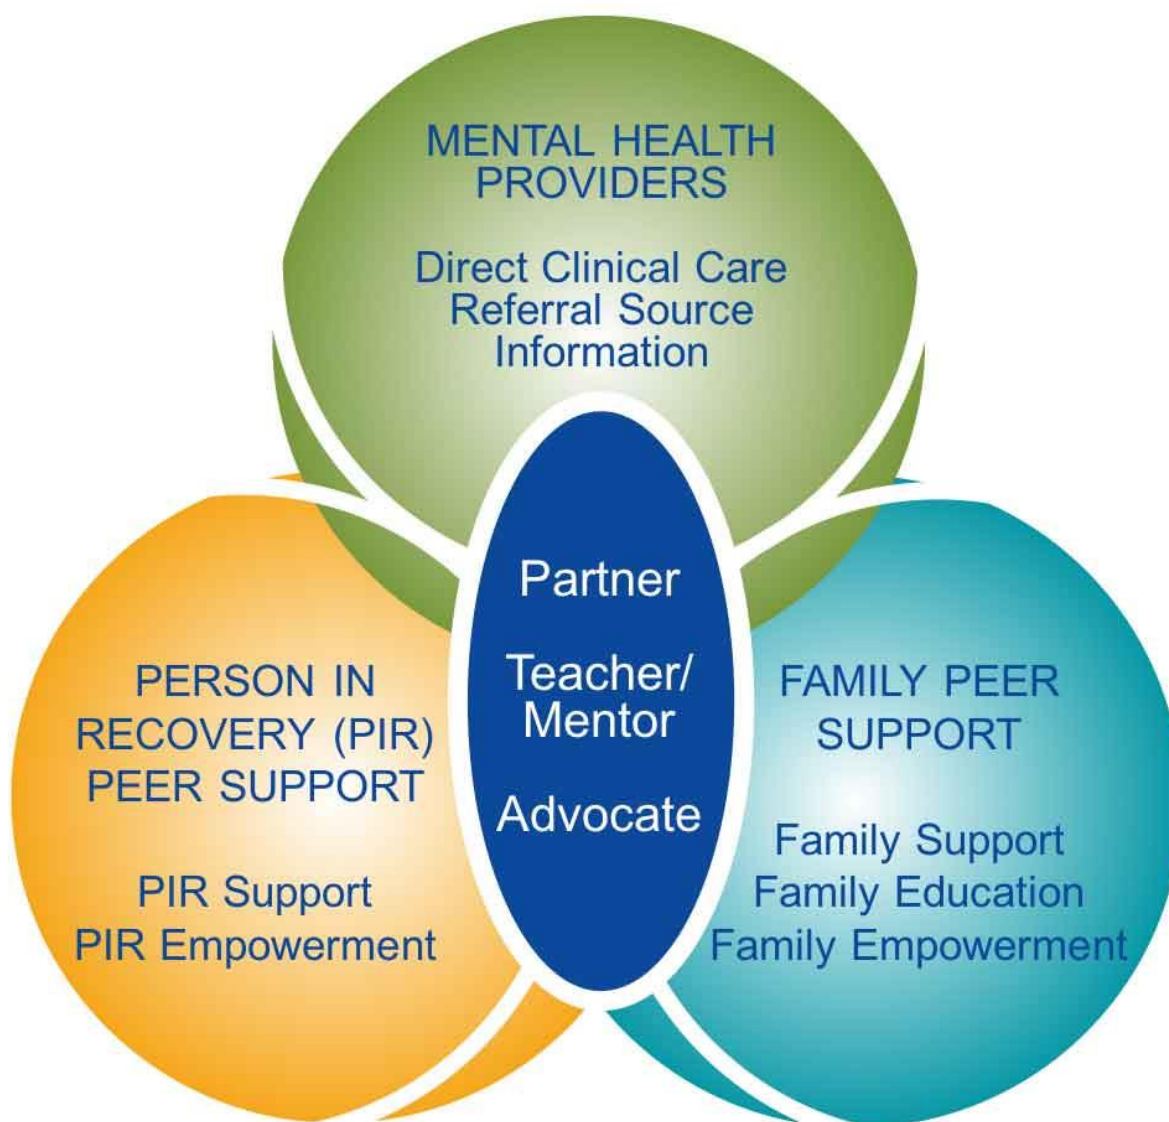 MENTAL HEALTH
PROVIDERS
Direct Clinical Care
Referral Source
Information
Partner
Teacher/
Mentor
Advocate
PERSON IN
RECOVERY (PIR)
PEER SUPPORT
PIR Support
PIR Empowerment
FAMILY PEER
SUPPORT
Family Support
Family Education
Family Empowerment